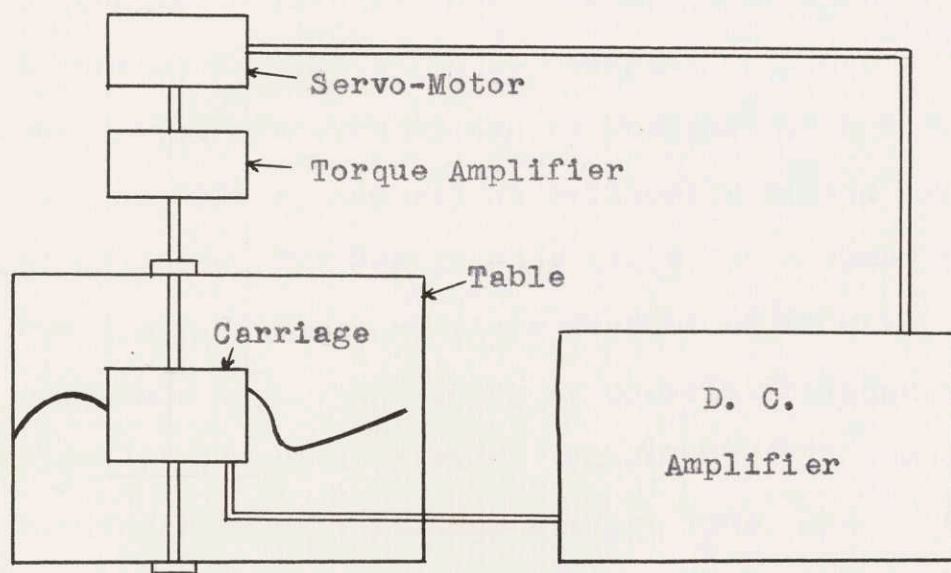 Servo-Motor
Torque Amplifier
Table
Carriage
D. C.
Amplifier